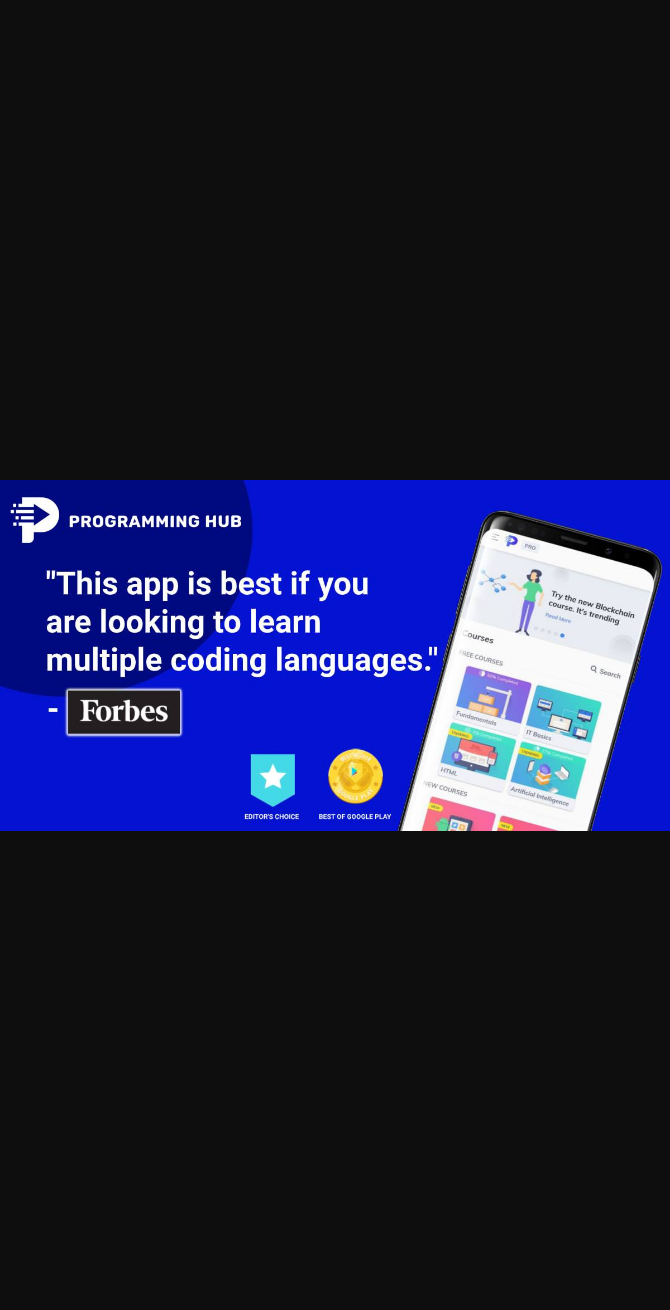 PROGRAMMING HUB
"This app is best if you
are looking to learn
multiple coding languages."
- Forbes
EDITOR'S CHOICE
BEST OF GOOGLE PLAY
PRO
Try the new Blockchain
course. It's trending
Read More
Courses
Search
FREE COURSES
Fundamentals
IT Basics
HTML
Artificial Intelligence
NEW COURSES